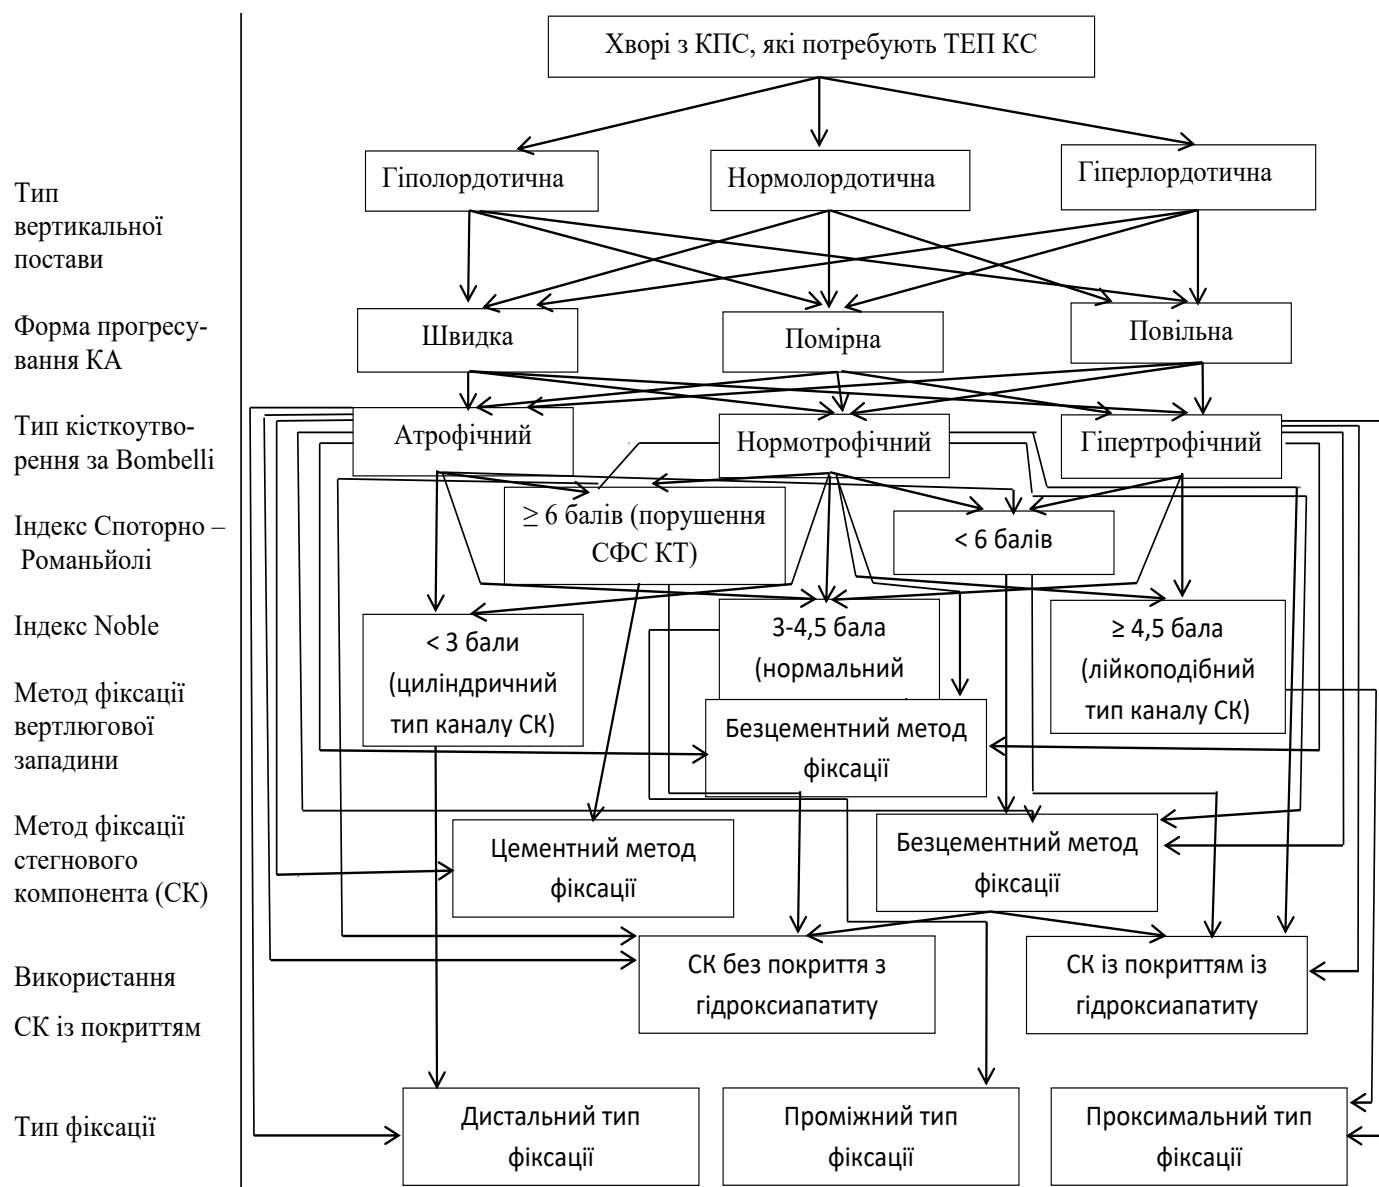 Хворі з КПС, які потребують ТЕП КС
Тип
вертикальної
постави
Гіполордотична
Нормолордотична
Гіперлордотична
Форма прогресу-
вання КА
Швидка
Помірна
Повільна
Тип кісткоутво-
рення за Bombelli
Атрофічний
Нормотрофічний
Гіпертрофічний
Індекс Споторно –
Романьйолі
≥ 6 балів (порушення
СФС КТ)
< 6 балів
Індекс Noble
< 3 бали
(циліндричний
тип каналу СК)
3-4,5 бала
(нормальний
≥ 4,5 бала
(лійкоподібний
тип каналу СК)
Метод фіксації
вертлюгової
западини
Безцементний метод
фіксації
Метод фіксації
стегнового
компонента (СК)
Цементний метод
фіксації
Безцементний метод
фіксації
Використання
СК із покриттям
СК без покриття з
гідроксиапатиту
СК із покриттям із
гідроксиапатиту
Тип фіксації
Дистальний тип
фіксації
Проміжний тип
фіксації
Проксимальний тип
фіксації